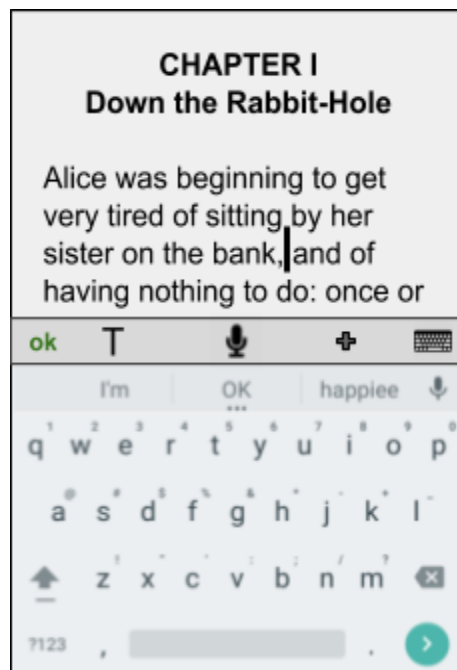 CHAPTER I
Down the Rabbit-Hole
Alice was beginning to get
very tired of sitting by her
sister on the bank, and of
having nothing to do: once or
ok T
I'm OK happiee
1 2 3 4 5 6 7 8 9 0
q w e r t y u i o p
@ # $ % & * - + -
a s d f g h j k l
! " ' : ; / ?
z x c v b n m
?123 , .